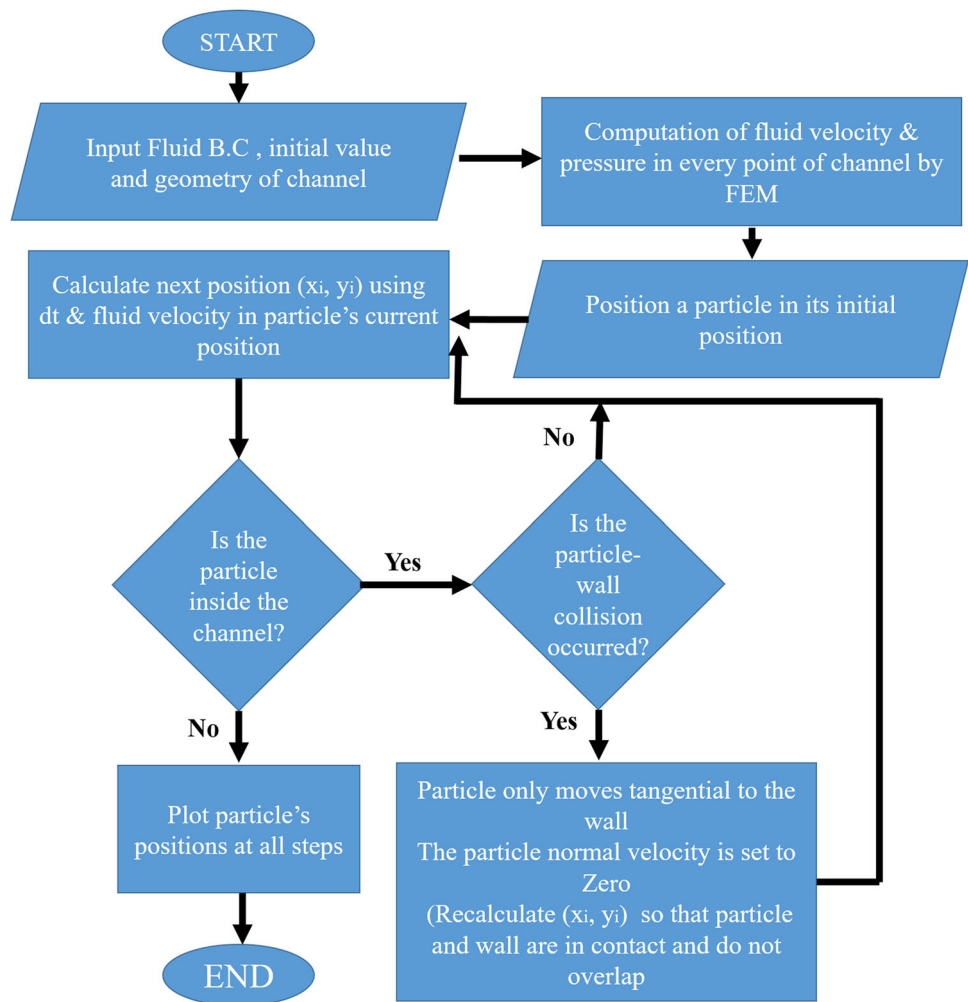 START
Input Fluid B.C , initial value
and geometry of channel
Computation of fluid velocity &
pressure in every point of channel by
FEM
Position a particle in its initial
position
Calculate next position (xi, yi) using
dt & fluid velocity in particle’s current
position
Is the
particle
inside the
channel?
Yes
No
Is the
particle-
wall
collision
occurred?
No
Yes
Particle only moves tangential to the
wall
The particle normal velocity is set to
Zero
(Recalculate (xi, yi)  so that particle
and wall are in contact and do not
overlap
Plot particle’s
positions at all steps
END